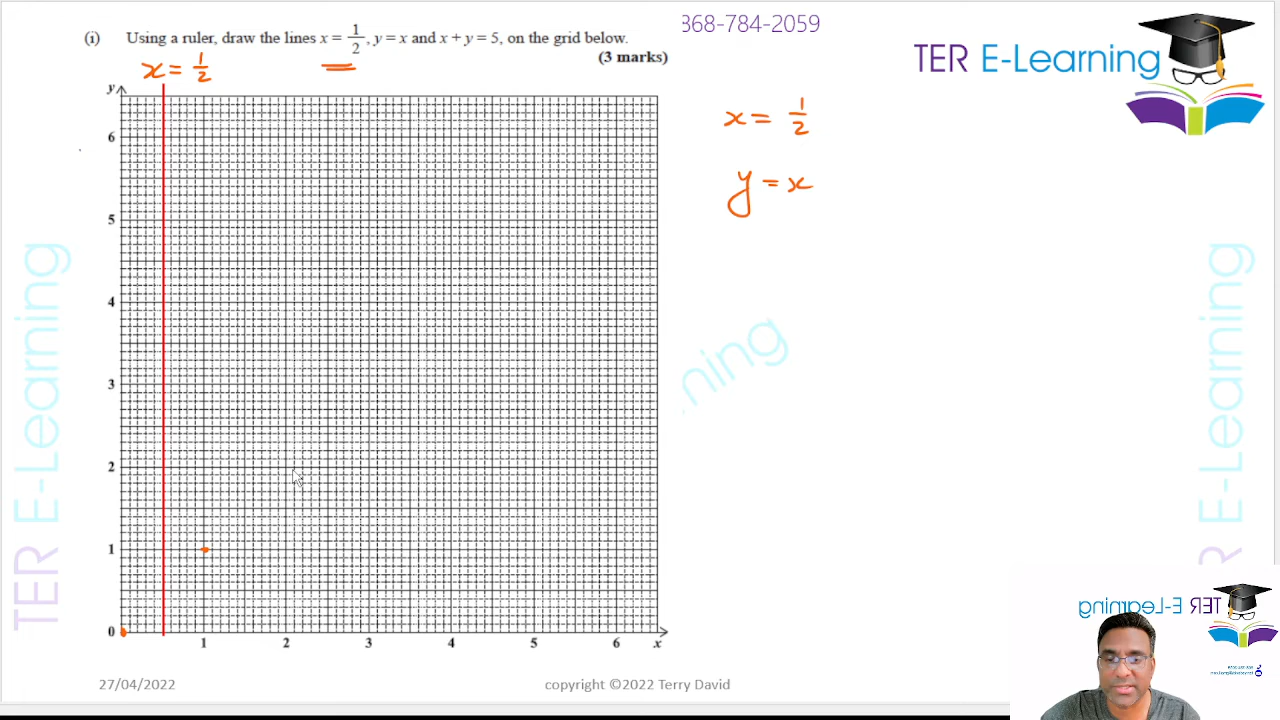 (i) Using a ruler, draw the lines x = 1/2, y = x and x + y = 5, on the grid below.
(3 marks)
868-784-2059
TER E-Learning
x = 1/2
y
6
5
4
3
2
1
0
1 2 3 4 5 6 x
x = 1/2
y = x
TER E-Learning
ning
TER E-Learning
TER E-Learning
27/04/2022
copyright ©2022 Terry David